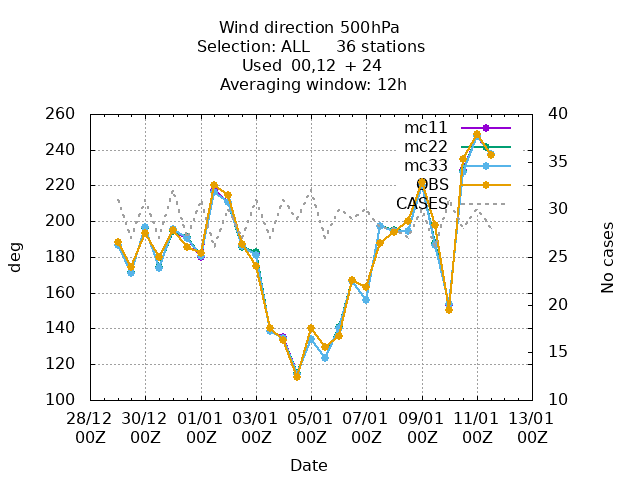 Wind direction 500hPa
Selection: ALL 36 stations
Used 00,12 + 24
Averaging window: 12h
260 40
240 35
220 30
200 25
180 20
160 15
140 10
120
100
mc11
mc22
mc33
OBS
CASES
deg
No cases
28/12 30/12 01/01 03/01 05/01 07/01 09/01 11/01 13/01
00Z 00Z 00Z 00Z 00Z 00Z 00Z 00Z 00Z
Date